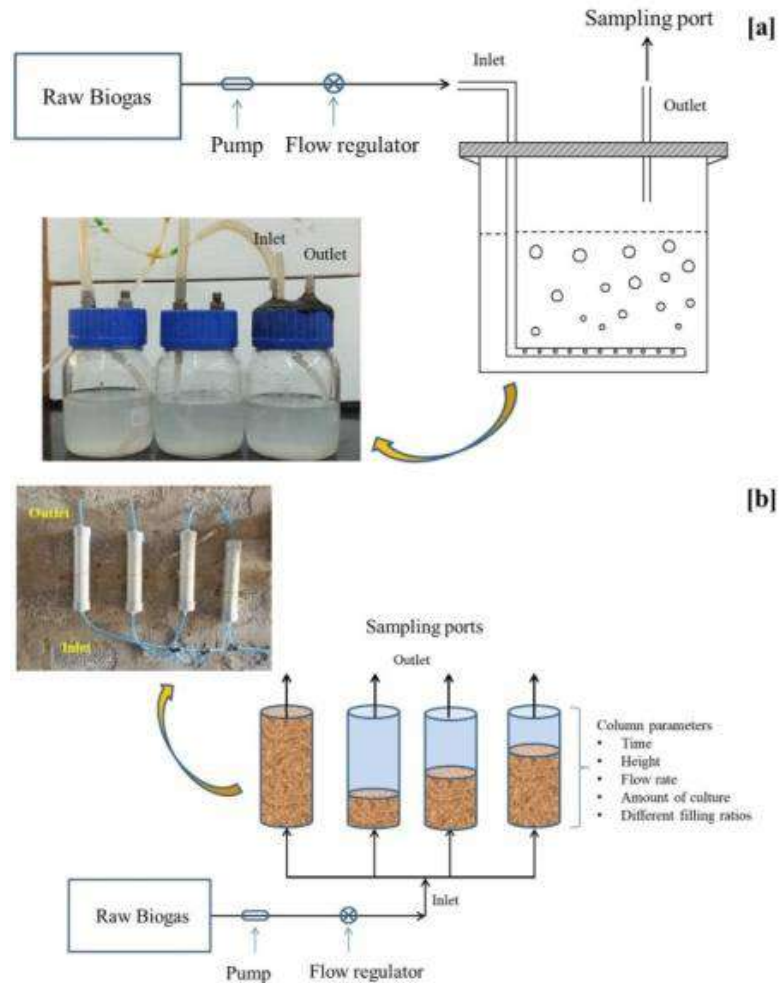 Sampling port
[a]
Inlet
Raw Biogas
Outlet
Pump
Flow regulator
Inlet
Outlet
[b]
Outlet
Inlet
Sampling ports
Outlet
Column parameters
• Time
• Height
• Flow rate
• Amount of culture
• Different filling ratios
Inlet
Raw Biogas
Pump
Flow regulator